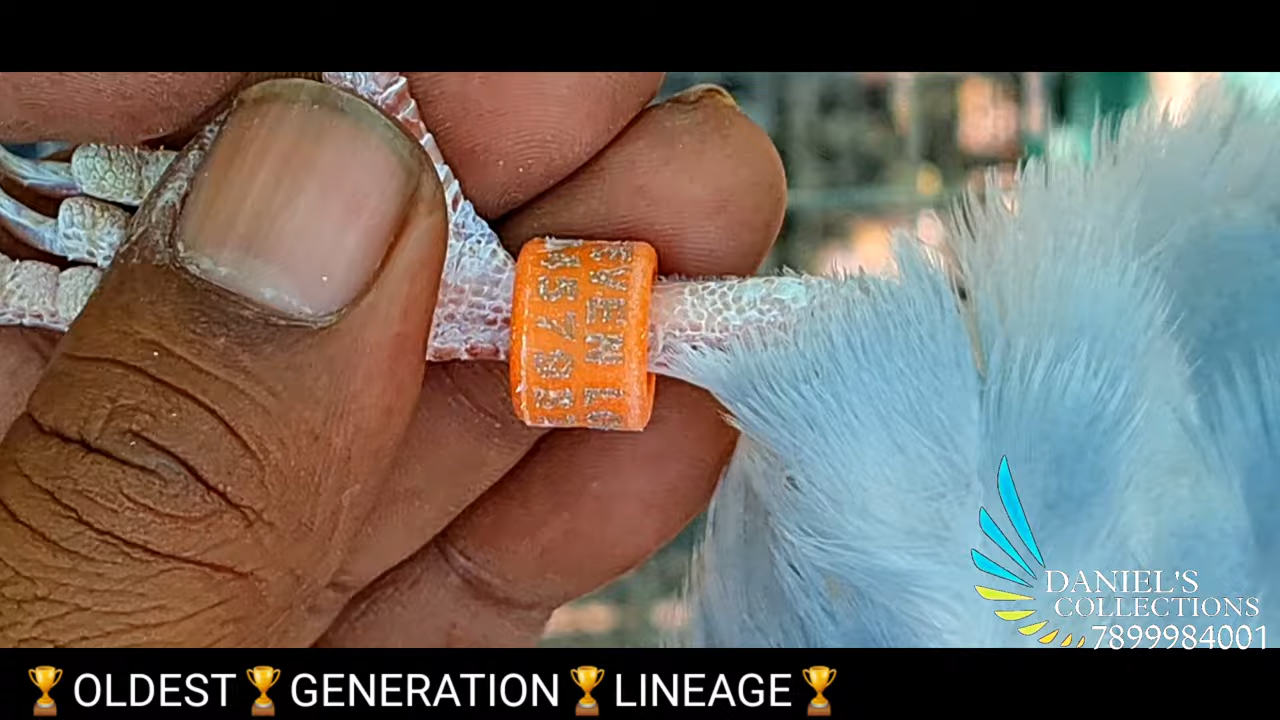 DANIEL'S
COLLECTIONS
7899984001
🏆OLDEST🏆GENERATION🏆LINEAGE🏆